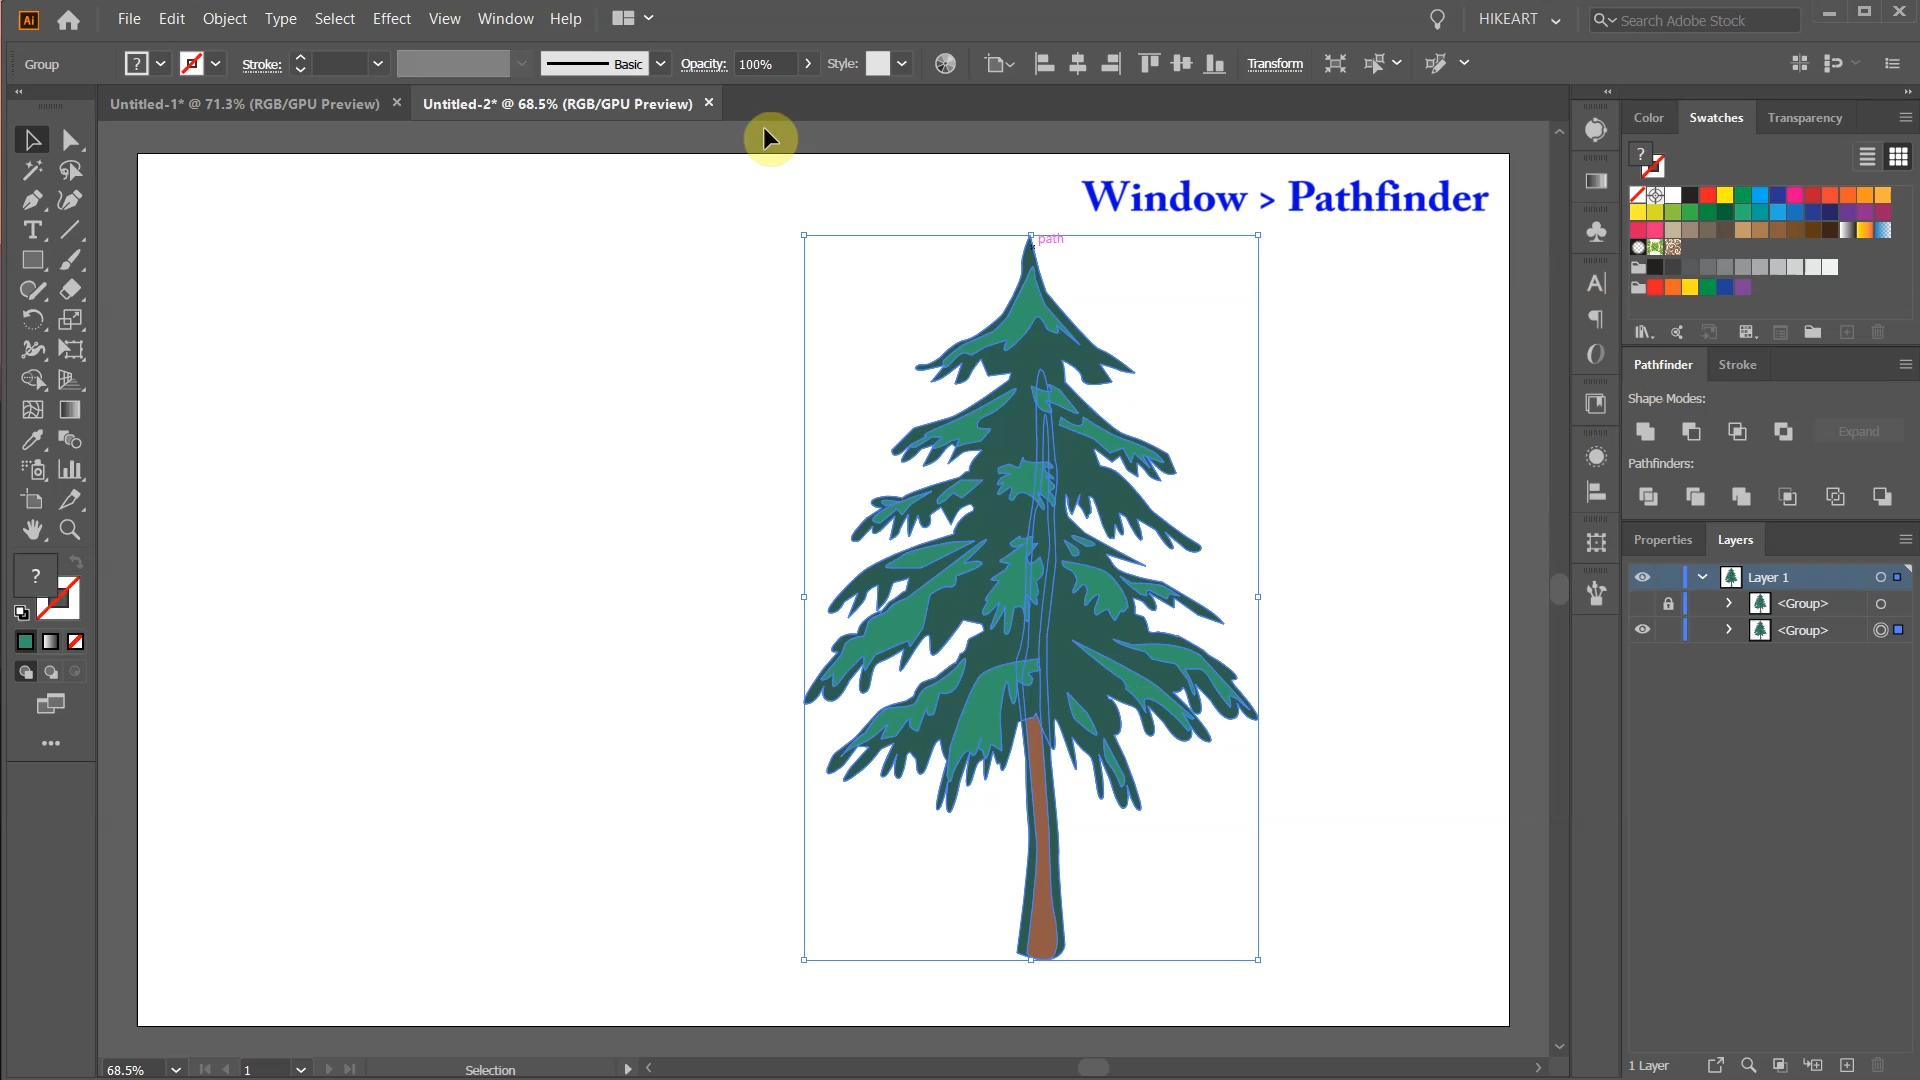 Ai File Edit Object Type Select Effect View Window Help HIKEART Search Adobe Stock
Group ? Stroke: Basic Opacity: 100% Style: Transform
Untitled-1* @ 71.3% (RGB/GPU Preview) × Untitled-2* @ 68.5% (RGB/GPU Preview) ×
Color Swatches Transparency
?
Window > Pathfinder
path
Pathfinder Stroke
Shape Modes:
Expand
Pathfinders:
Properties Layers
?
Layer 1
<Group>
<Group>
68.5% 1 Selection
1 Layer